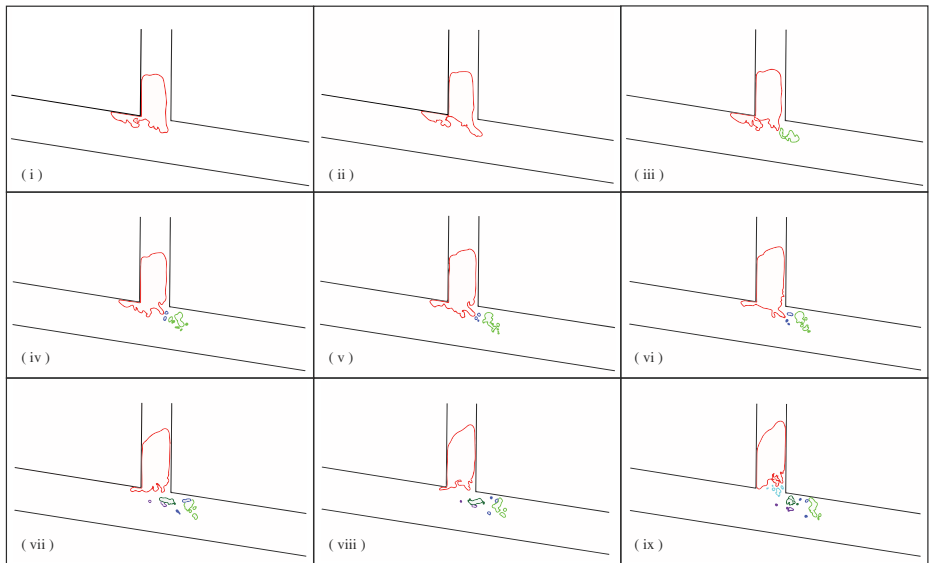 ( i )
( ii )
( iii )
( iv )
( v )
( vi )
( vii )
( viii )
( ix )